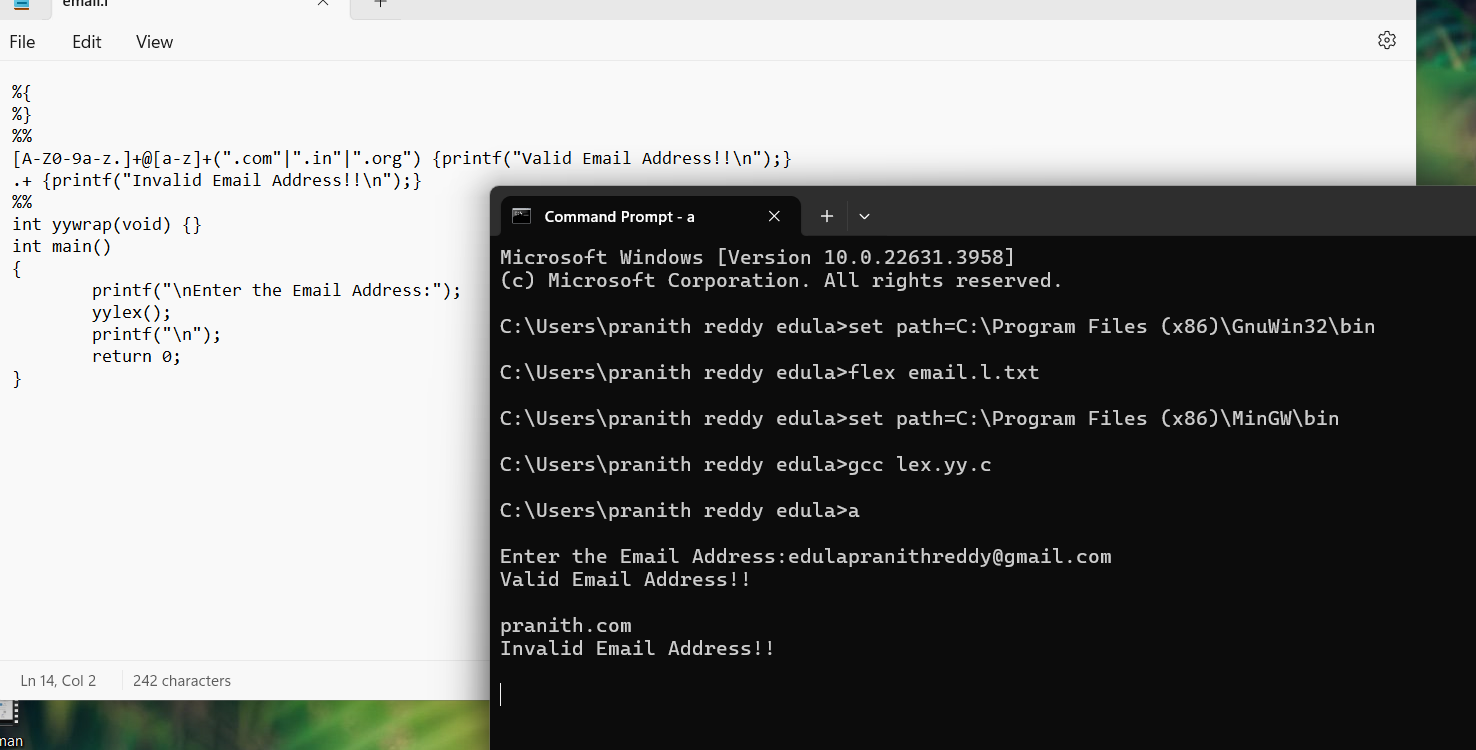 email.l
File Edit View
%{
%}
%%
[A-Z0-9a-z.]+@[a-z]+(".com"|".in"|".org") {printf("Valid Email Address!!\n");}
.+ {printf("Invalid Email Address!!\n");}
%%
int yywrap(void) {}
int main()
{
printf("\nEnter the Email Address:");
yylex();
printf("\n");
return 0;
}
Ln 14, Col 2 242 characters
Command Prompt - a
Microsoft Windows [Version 10.0.22631.3958]
(c) Microsoft Corporation. All rights reserved.
C:\Users\pranith reddy edula>set path=C:\Program Files (x86)\GnuWin32\bin
C:\Users\pranith reddy edula>flex email.l.txt
C:\Users\pranith reddy edula>set path=C:\Program Files (x86)\MinGW\bin
C:\Users\pranith reddy edula>gcc lex.yy.c
C:\Users\pranith reddy edula>a
Enter the Email Address:edulapranithreddy@gmail.com
Valid Email Address!!
pranith.com
Invalid Email Address!!